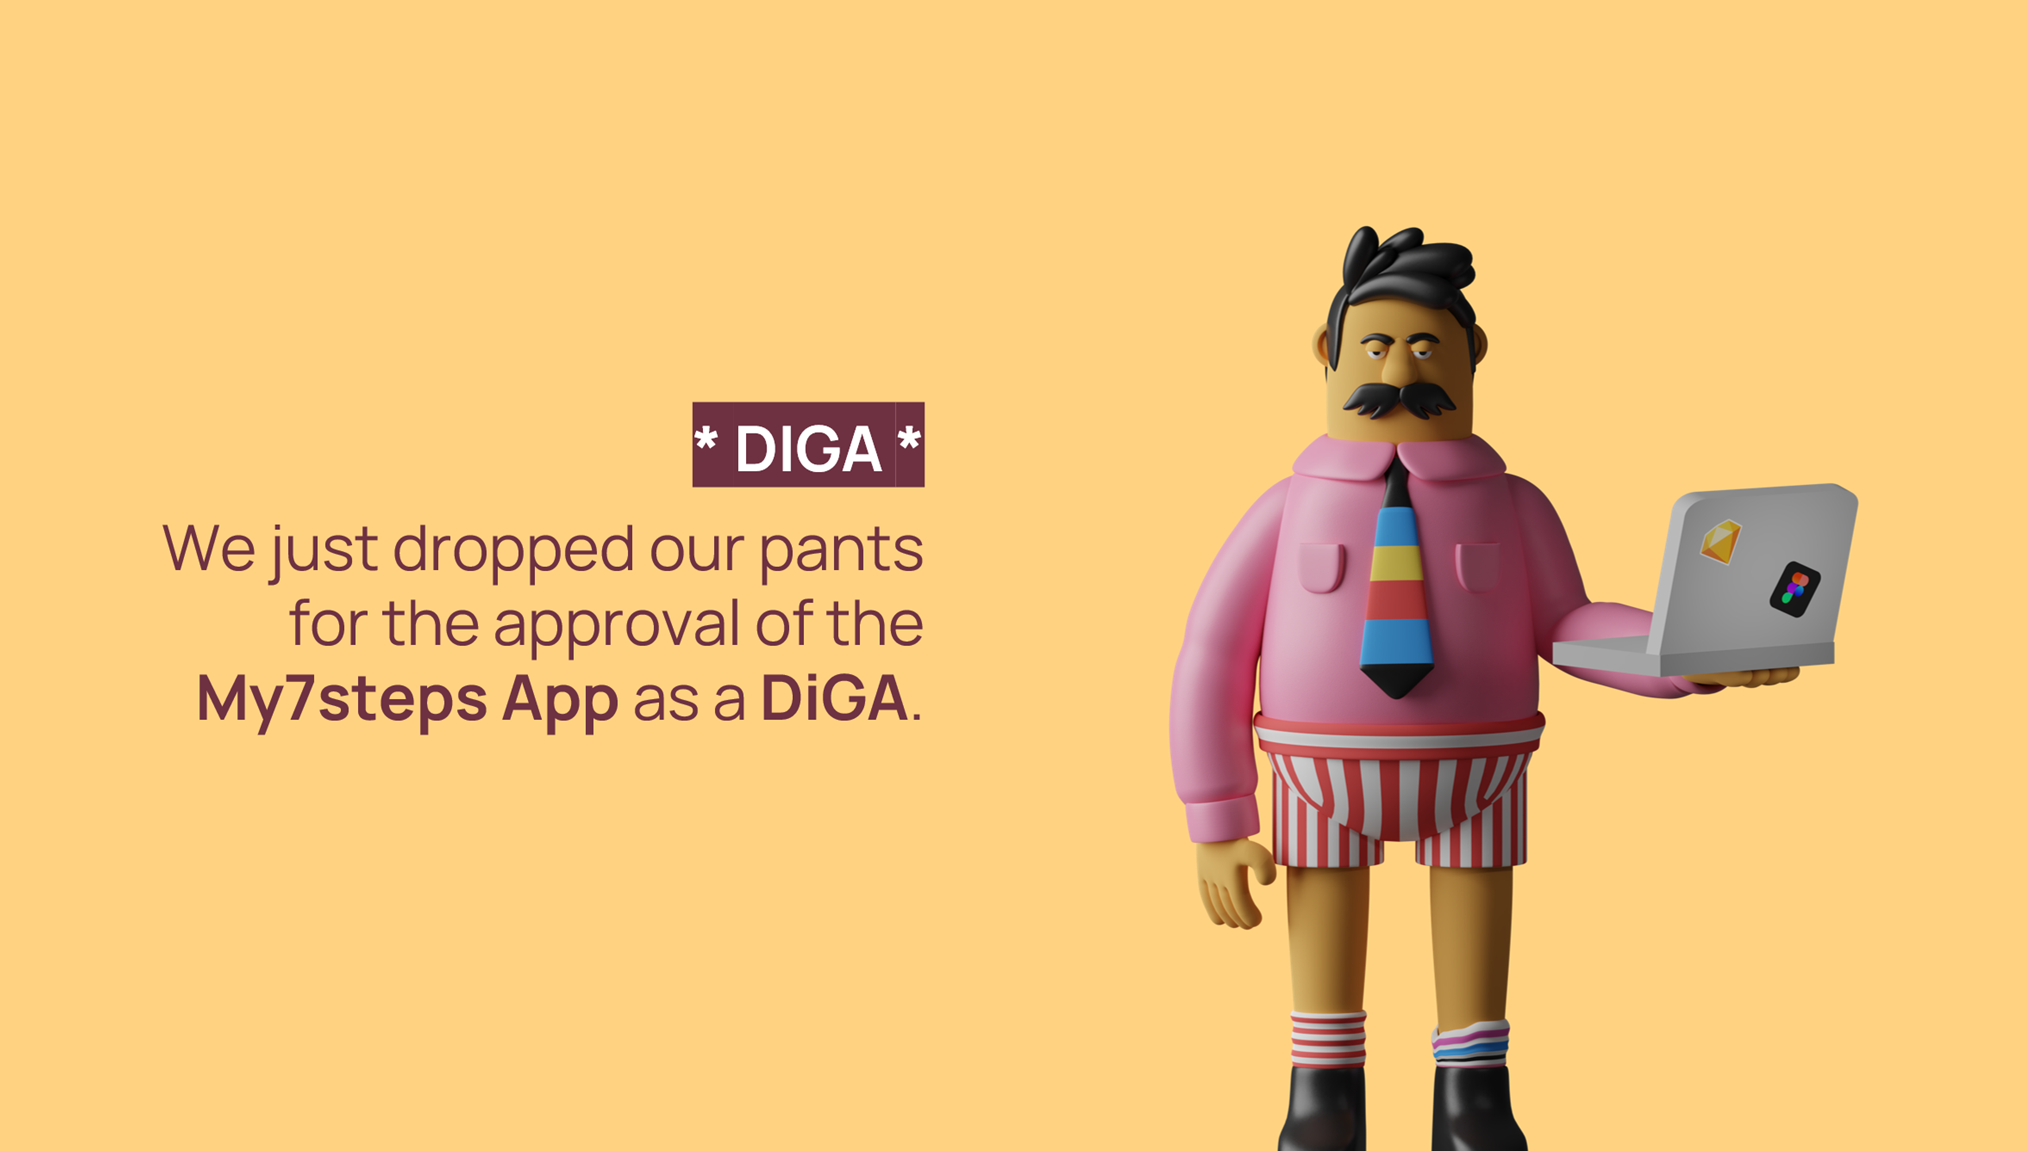 * DIGA *
We just dropped our pants
for the approval of the
My7steps App as a DiGA.